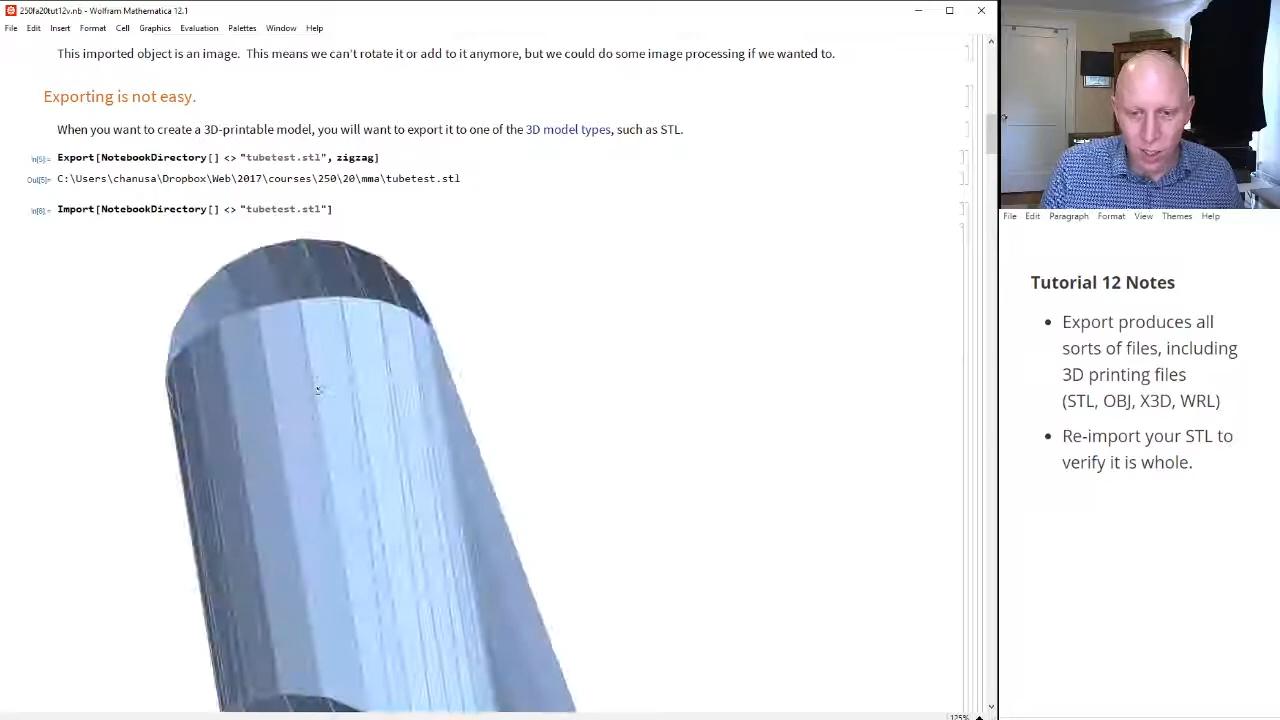 250fa20tut12v.nb - Wolfram Mathematica 12.1
File Edit Insert Format Cell Graphics Evaluation Palettes Window Help
This imported object is an image. This means we can't rotate it or add to it anymore, but we could do some image processing if we wanted to.
Exporting is not easy.
When you want to create a 3D-printable model, you will want to export it to one of the 3D model types, such as STL.
In[5]:= Export[NotebookDirectory[] <> "tubetest.stl", zigzag]
Out[5]= C:\Users\chanusa\Dropbox\Web\2017\courses\250\20\mma\tubetest.stl
In[6]:= Import[NotebookDirectory[] <> "tubetest.stl"]
125%
File Edit Paragraph Format View Themes Help
Tutorial 12 Notes
• Export produces all
sorts of files, including
3D printing files
(STL, OBJ, X3D, WRL)
• Re-import your STL to
verify it is whole.